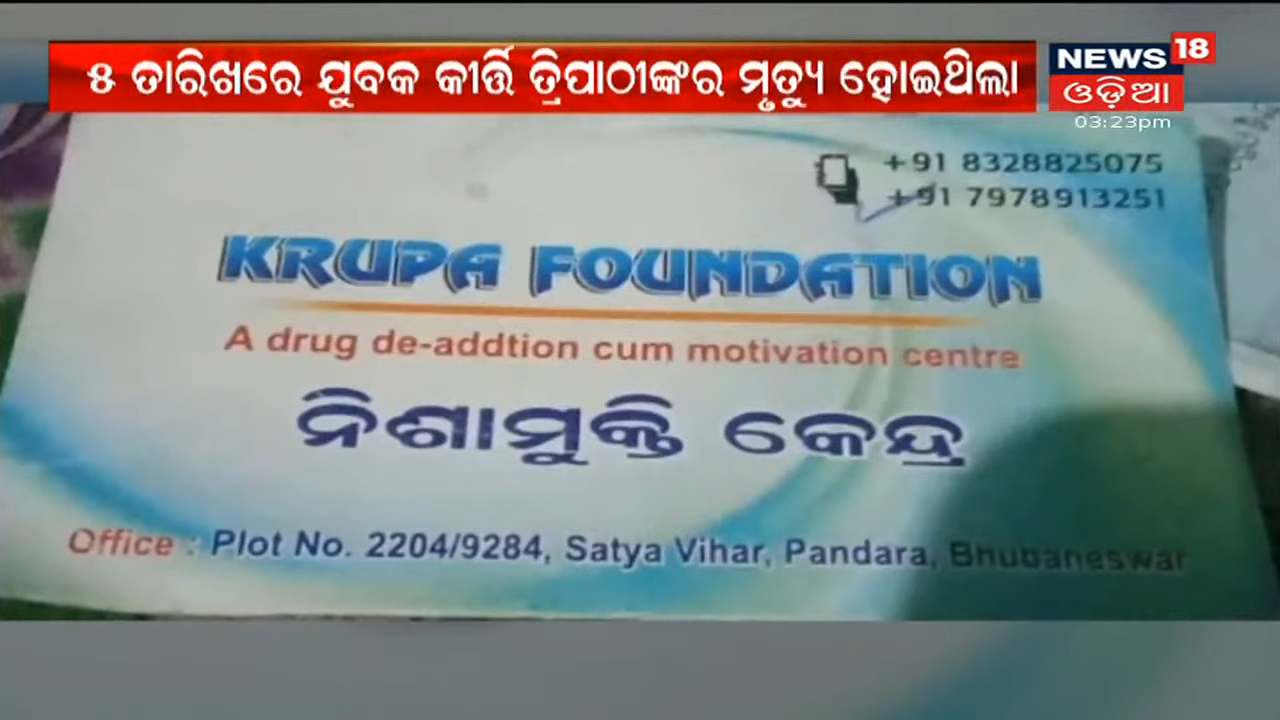 ୫ ତାରିଖରେ ଯୁବକ କୀର୍ତ୍ତି ତ୍ରିପାଠୀଙ୍କର ମୃତ୍ୟୁ ହୋଇଥିଲା
NEWS 18
ଓଡ଼ିଆ
03:23pm
+91 8328825075
+91 7978913251
KRUPA FOUNDATION
A drug de-addtion cum motivation centre
ନିଶାମୁକ୍ତି କେନ୍ଦ୍ର
Office : Plot No. 2204/9284, Satya Vihar, Pandara, Bhubaneswar